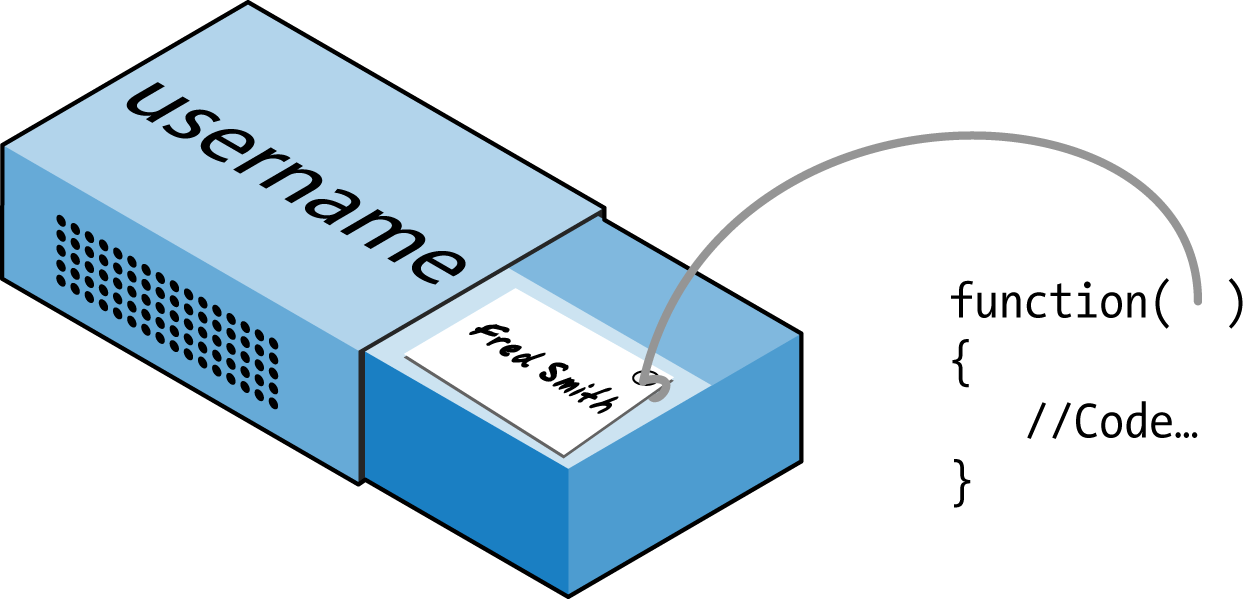 username
Fred Smith
function( )
{
//Code…
}